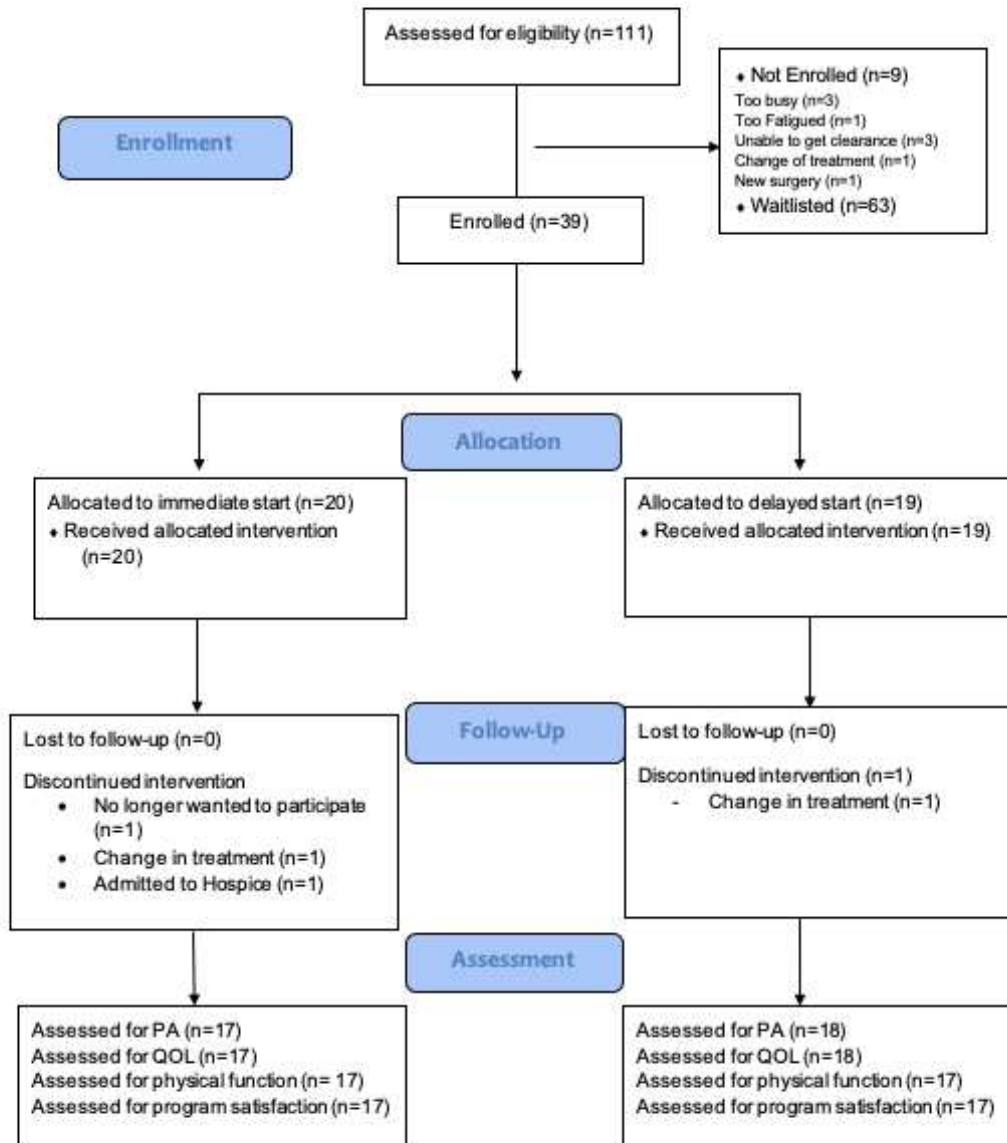 Assessed for eligibility (n=111)
♦ Not Enrolled (n=9)
Too busy (n=3)
Too Fatigued (n=1)
Unable to get clearance (n=3)
Change of treatment (n=1)
New surgery (n=1)
♦ Waitlisted (n=63)
Enrollment
Enrolled (n=39)
Allocation
Allocated to immediate start (n=20)
♦ Received allocated intervention
(n=20)
Allocated to delayed start (n=19)
♦ Received allocated intervention (n=19)
Follow-Up
Lost to follow-up (n=0)
Discontinued intervention
• No longer wanted to participate
(n=1)
• Change in treatment (n=1)
• Admitted to Hospice (n=1)
Lost to follow-up (n=0)
Discontinued intervention (n=1)
- Change in treatment (n=1)
Assessment
Assessed for PA (n=17)
Assessed for QOL (n=17)
Assessed for physical function (n= 17)
Assessed for program satisfaction (n=17)
Assessed for PA (n=18)
Assessed for QOL (n=18)
Assessed for physical function (n=17)
Assessed for program satisfaction (n=17)